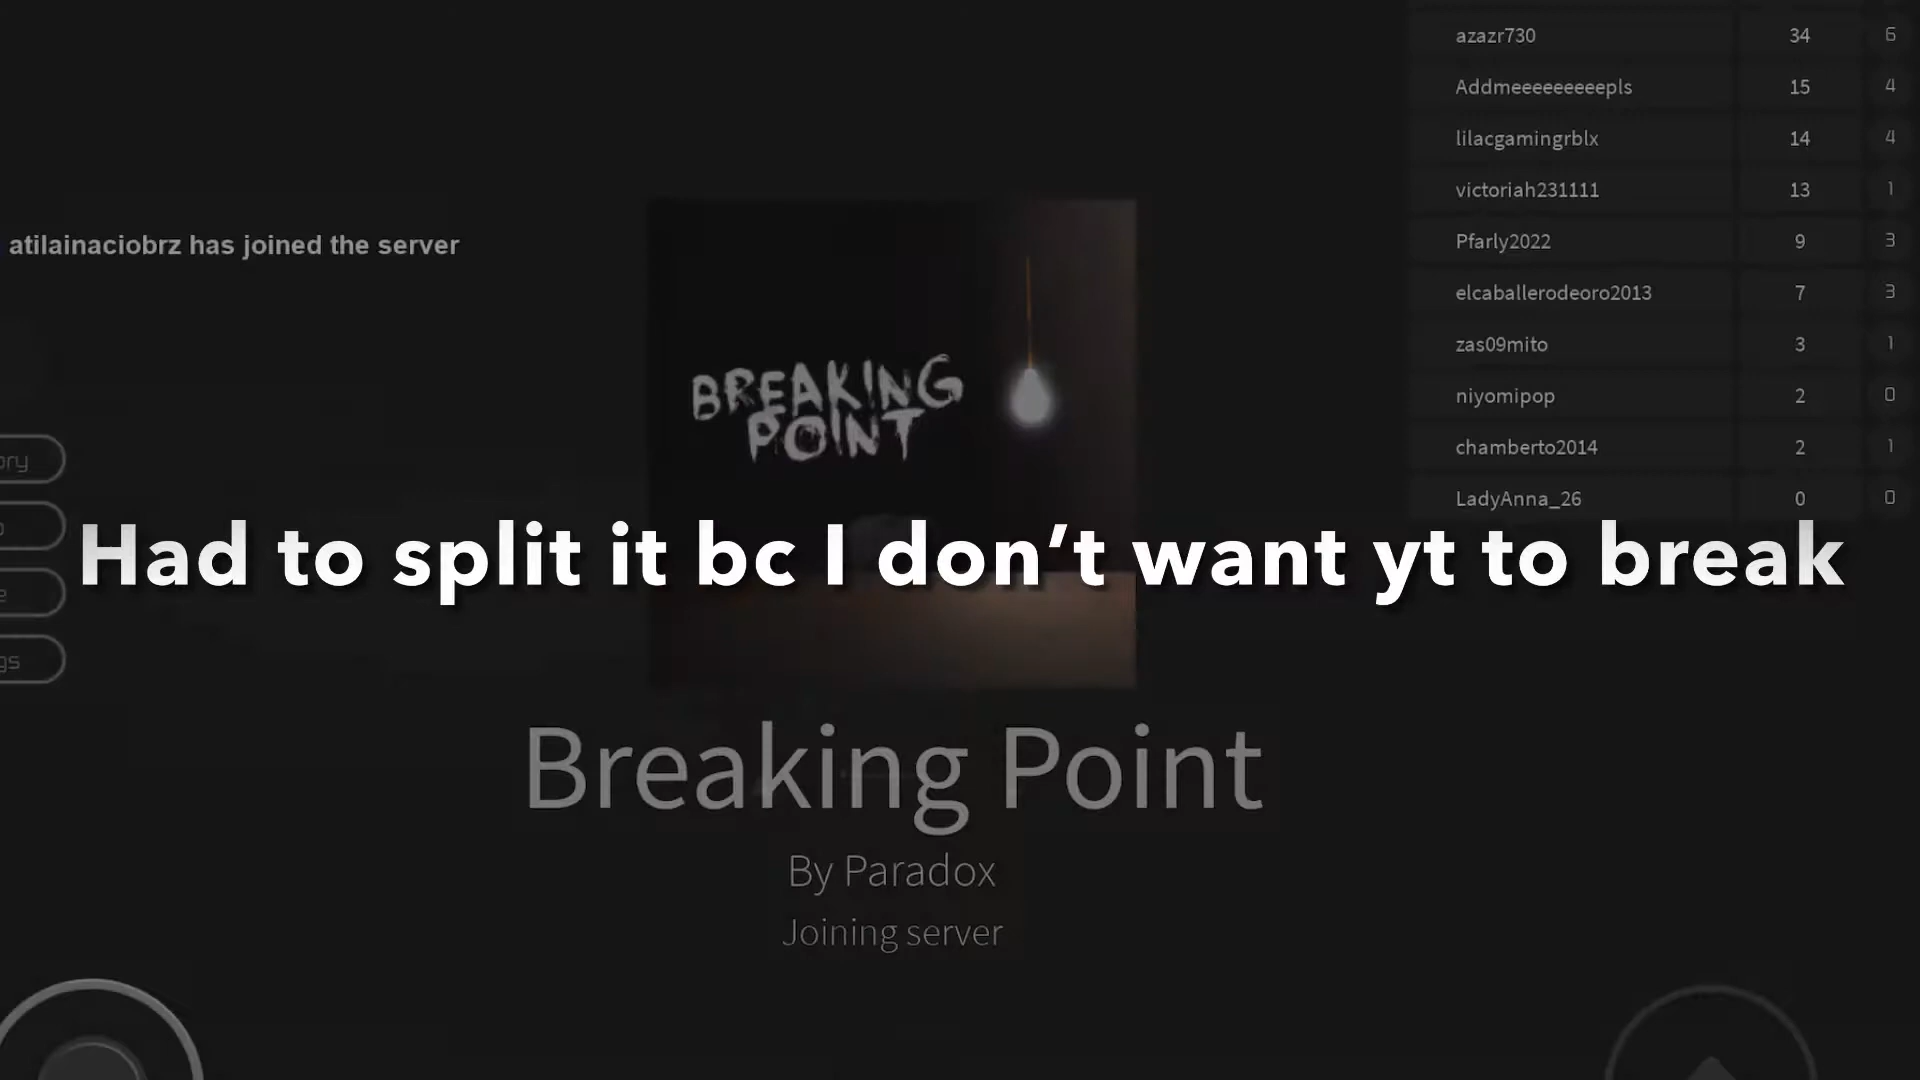 azazr730 34 6
Addmeeeeeeeeepls 15 4
lilacgamingrblx 14 4
victoriah231111 13 1
atilainaciobrz has joined the server
Pfarly2022 9 3
elcaballerodeoro2013 7 3
zas09mito 3 1
BREAKING
POINT
niyomipop 2 0
chamberto2014 2 1
ory
LadyAnna_26 0 0
Had to split it bc I don’t want yt to break
e
gs
Breaking Point
By Paradox
Joining server